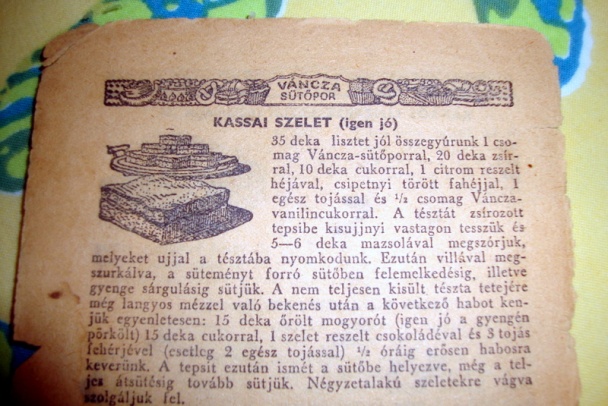 VÁNCZA
SÜTŐPOR
KASSAI SZELET (igen jó)
35 deka lisztet jól összegyúrunk 1 cso-
mag Váncza-sütőporral, 20 deka zsír-
ral, 10 deka cukorral, 1 citrom reszelt
héjával, csipetnyi törött fahéjjal, 1
egész tojással és ½ csomag Váncza-
vanilincukorral. A tésztát zsírozott
tepsibe kisujjnyi vastagon tesszük és
5—6 deka mazsolával megszórjuk,
melyeket ujjal a tésztába nyomkodunk. Ezután villával meg-
szurkálva, a süteményt forró sütőben felemelkedésig, illetve
gyenge sárgulásig sütjük. A nem teljesen kisült tészta tetejére
még langyos mézzel való bekenés után a következő habot ken-
jük egyenletesen: 15 deka őrölt mogyorót (igen jó a gyengén
pörkölt) 15 deka cukorral, 1 szelet reszelt csokoládéval és 3 tojás
fehérjével (esetleg 2 egész tojással) ½ óráig erősen habosra
keverünk. A tepsit ezután ismét a sütőbe helyezve, még a tel-
jes átsütésig tovább sütjük. Négyzetalakú szeletekre vágva
szolgáljuk fel.